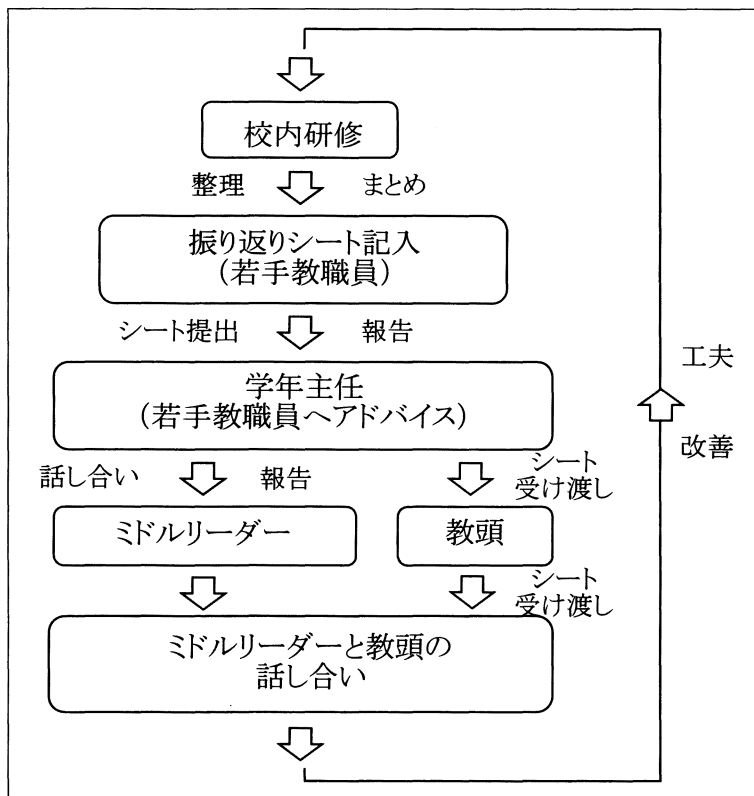 校内研修
整理 まとめ
振り返りシート記入
(若手教職員)
シート提出 報告
学年主任
(若手教職員へアドバイス)
話し合い 報告
シート
受け渡し
ミドルリーダー
教頭
シート
受け渡し
ミドルリーダーと教頭の
話し合い
工夫
改善